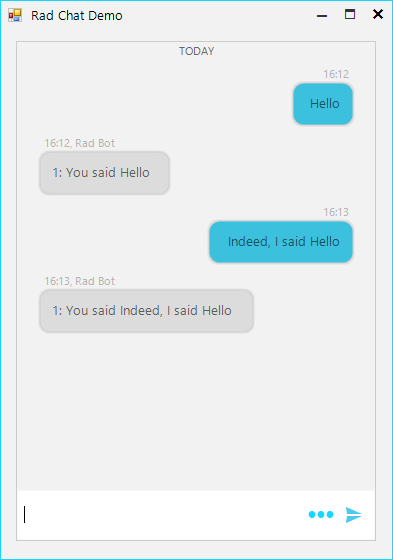 Rad Chat Demo
TODAY
16:12
Hello
16:12, Rad Bot
1: You said Hello
16:13
Indeed, I said Hello
16:13, Rad Bot
1: You said Indeed, I said Hello